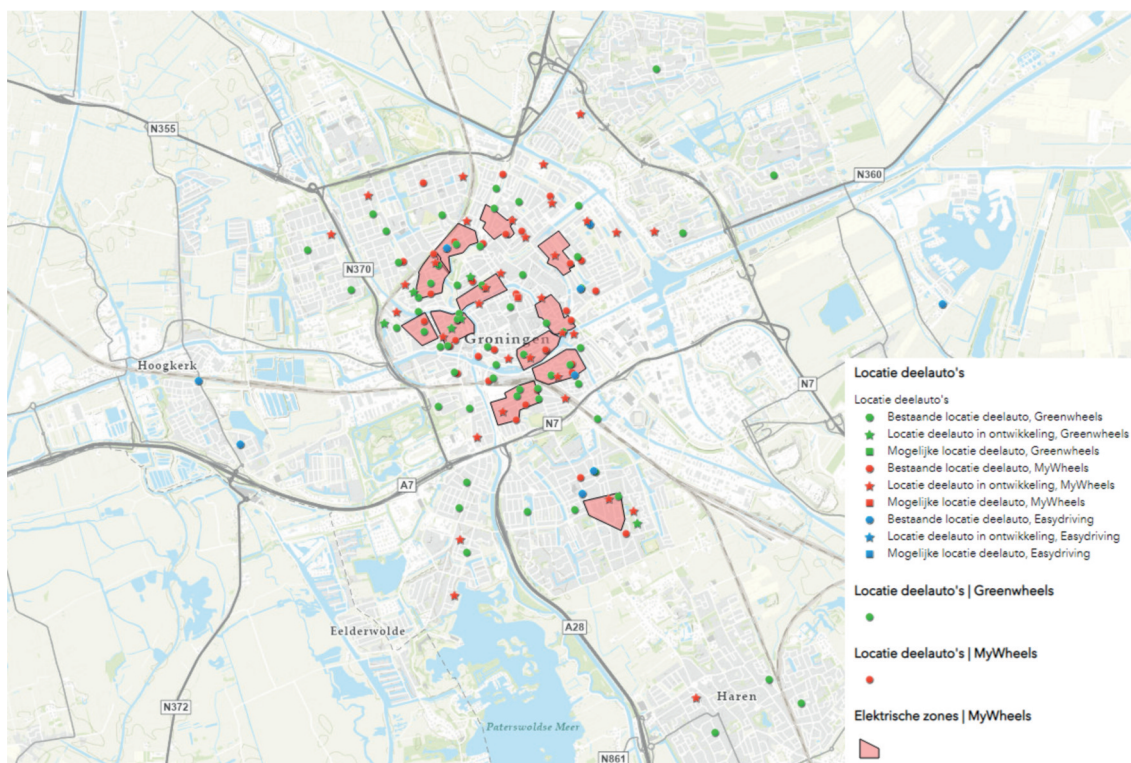 N355
N360
N370
Groningen
Hoogkerk
N7
N7
A7
Eelderwolde
A28
N372
Haren
Paterswoldse Meer
N861
Locatie deelauto's
Locatie deelauto's
Bestaande locatie deelauto, Greenwheels
Locatie deelauto in ontwikkeling, Greenwheels
Mogelijke locatie deelauto, Greenwheels
Bestaande locatie deelauto, MyWheels
Locatie deelauto in ontwikkeling, MyWheels
Mogelijke locatie deelauto, MyWheels
Bestaande locatie deelauto, Easydriving
Locatie deelauto in ontwikkeling, Easydriving
Mogelijke locatie deelauto, Easydriving
Locatie deelauto's | Greenwheels
Locatie deelauto's | MyWheels
Elektrische zones | MyWheels